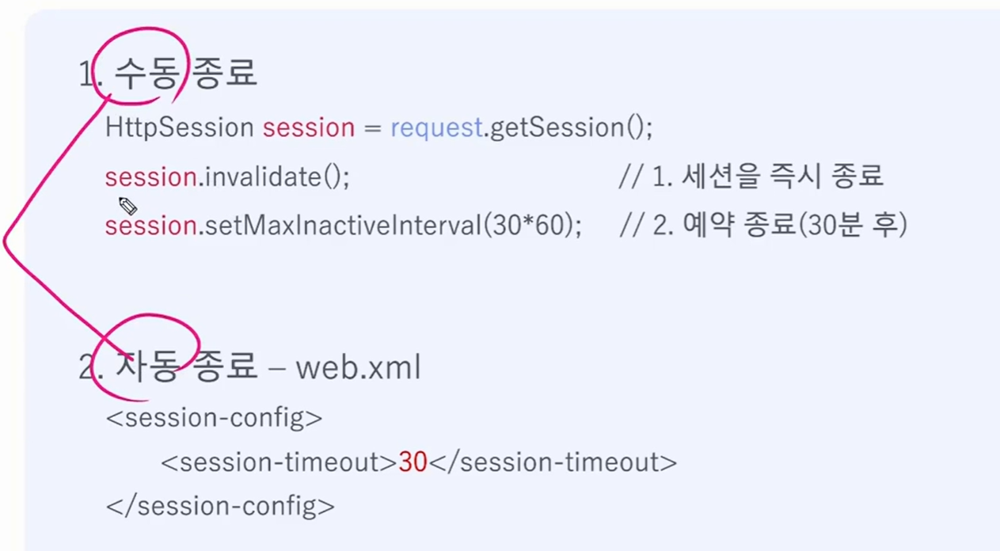 1. 수동 종료
HttpSession session = request.getSession();
session.invalidate(); // 1. 세션을 즉시 종료
session.setMaxInactiveInterval(30*60); // 2. 예약 종료(30분 후)
2. 자동 종료 – web.xml
<session-config>
<session-timeout>30</session-timeout>
</session-config>